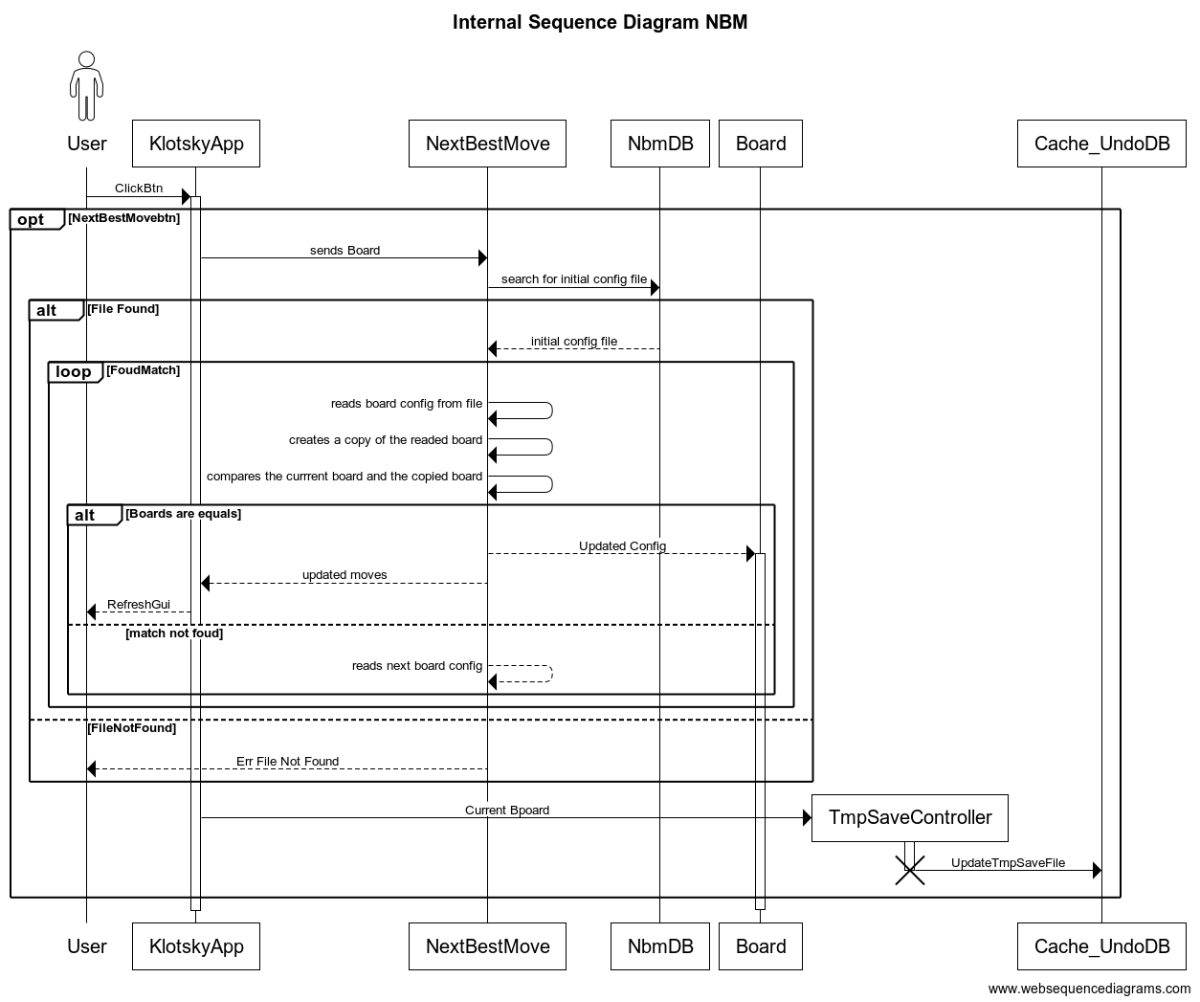 Internal Sequence Diagram NBM
User
KlotskyApp
NextBestMove
NbmDB
Board
Cache_UndoDB
ClickBtn
opt
[NextBestMovebtn]
sends Board
search for initial config file
alt
[File Found]
initial config file
loop
[FoudMatch]
reads board config from file
creates a copy of the readed board
compares the currrent board and the copied board
alt
[Boards are equals]
Updated Config
updated moves
RefreshGui
[match not foud]
reads next board config
[FileNotFound]
Err File Not Found
Current Bpoard
TmpSaveController
UpdateTmpSaveFile
User
KlotskyApp
NextBestMove
NbmDB
Board
Cache_UndoDB
www.websequencediagrams.com